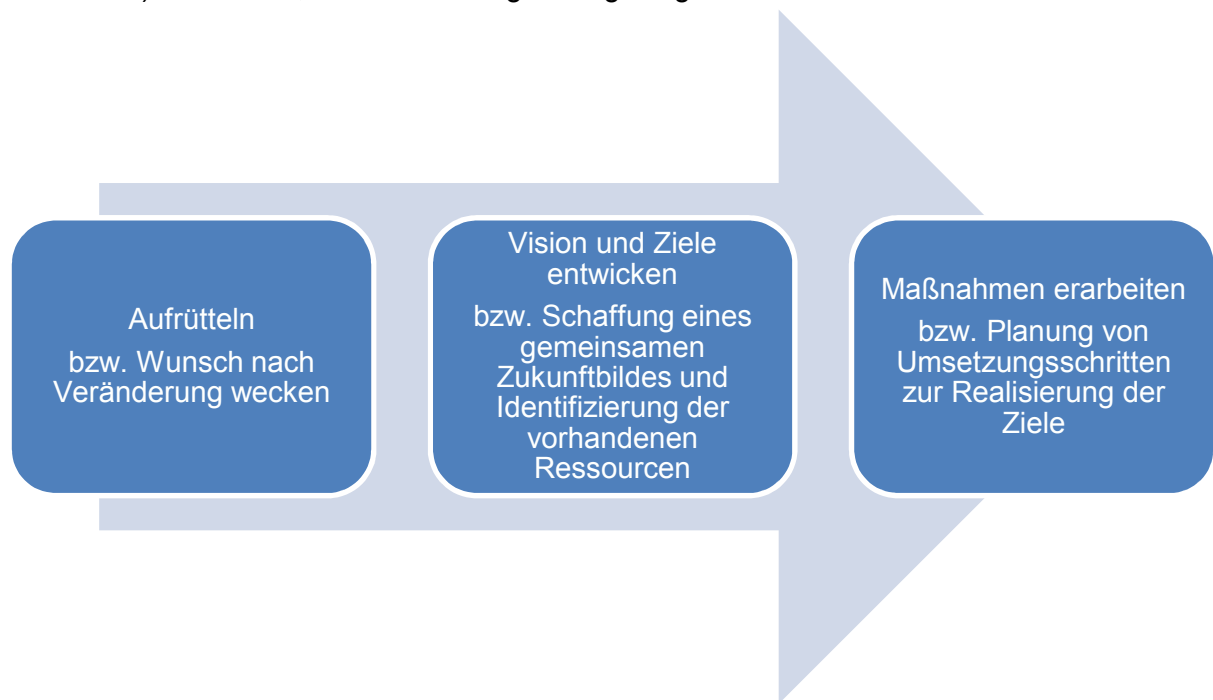 Aufrütteln
bzw. Wunsch nach
Veränderung wecken
Vision und Ziele
entwicken
bzw. Schaffung eines
gemeinsamen
Zukunftbildes und
Identifizierung der
vorhandenen
Ressourcen
Maßnahmen erarbeiten
bzw. Planung von
Umsetzungsschritten
zur Realisierung der
Ziele